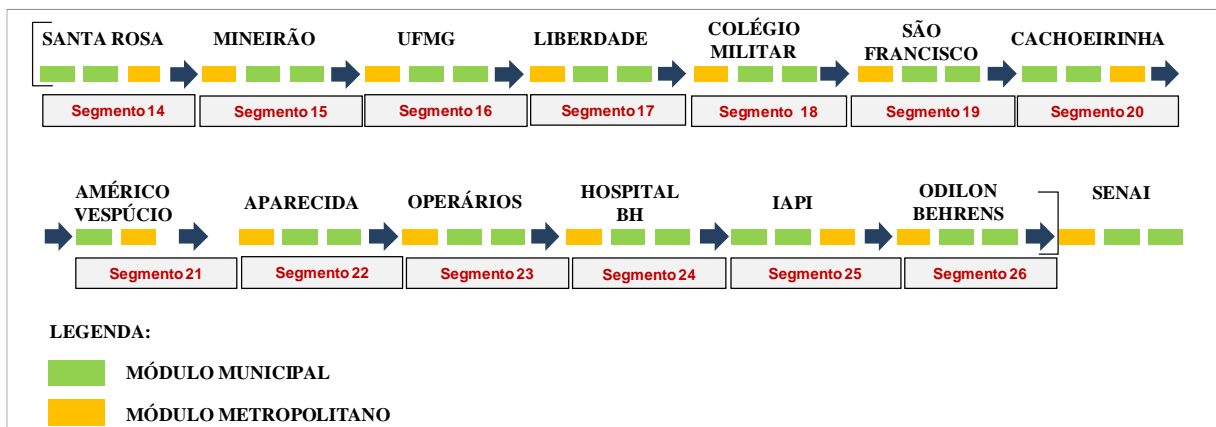 SANTA ROSA MINEIRÃO UFMG LIBERDADE COLÉGIO MILITAR SÃO FRANCISCO CACHOEIRINHA
Segmento 14 Segmento 15 Segmento 16 Segmento 17 Segmento 18 Segmento 19 Segmento 20
AMÉRICO VESPÚCIO APARECIDA OPERÁRIOS HOSPITAL BH IAPI ODILON BEHRENS SENAI
Segmento 21 Segmento 22 Segmento 23 Segmento 24 Segmento 25 Segmento 26
LEGENDA:
MÓDULO MUNICIPAL
MÓDULO METROPOLITANO